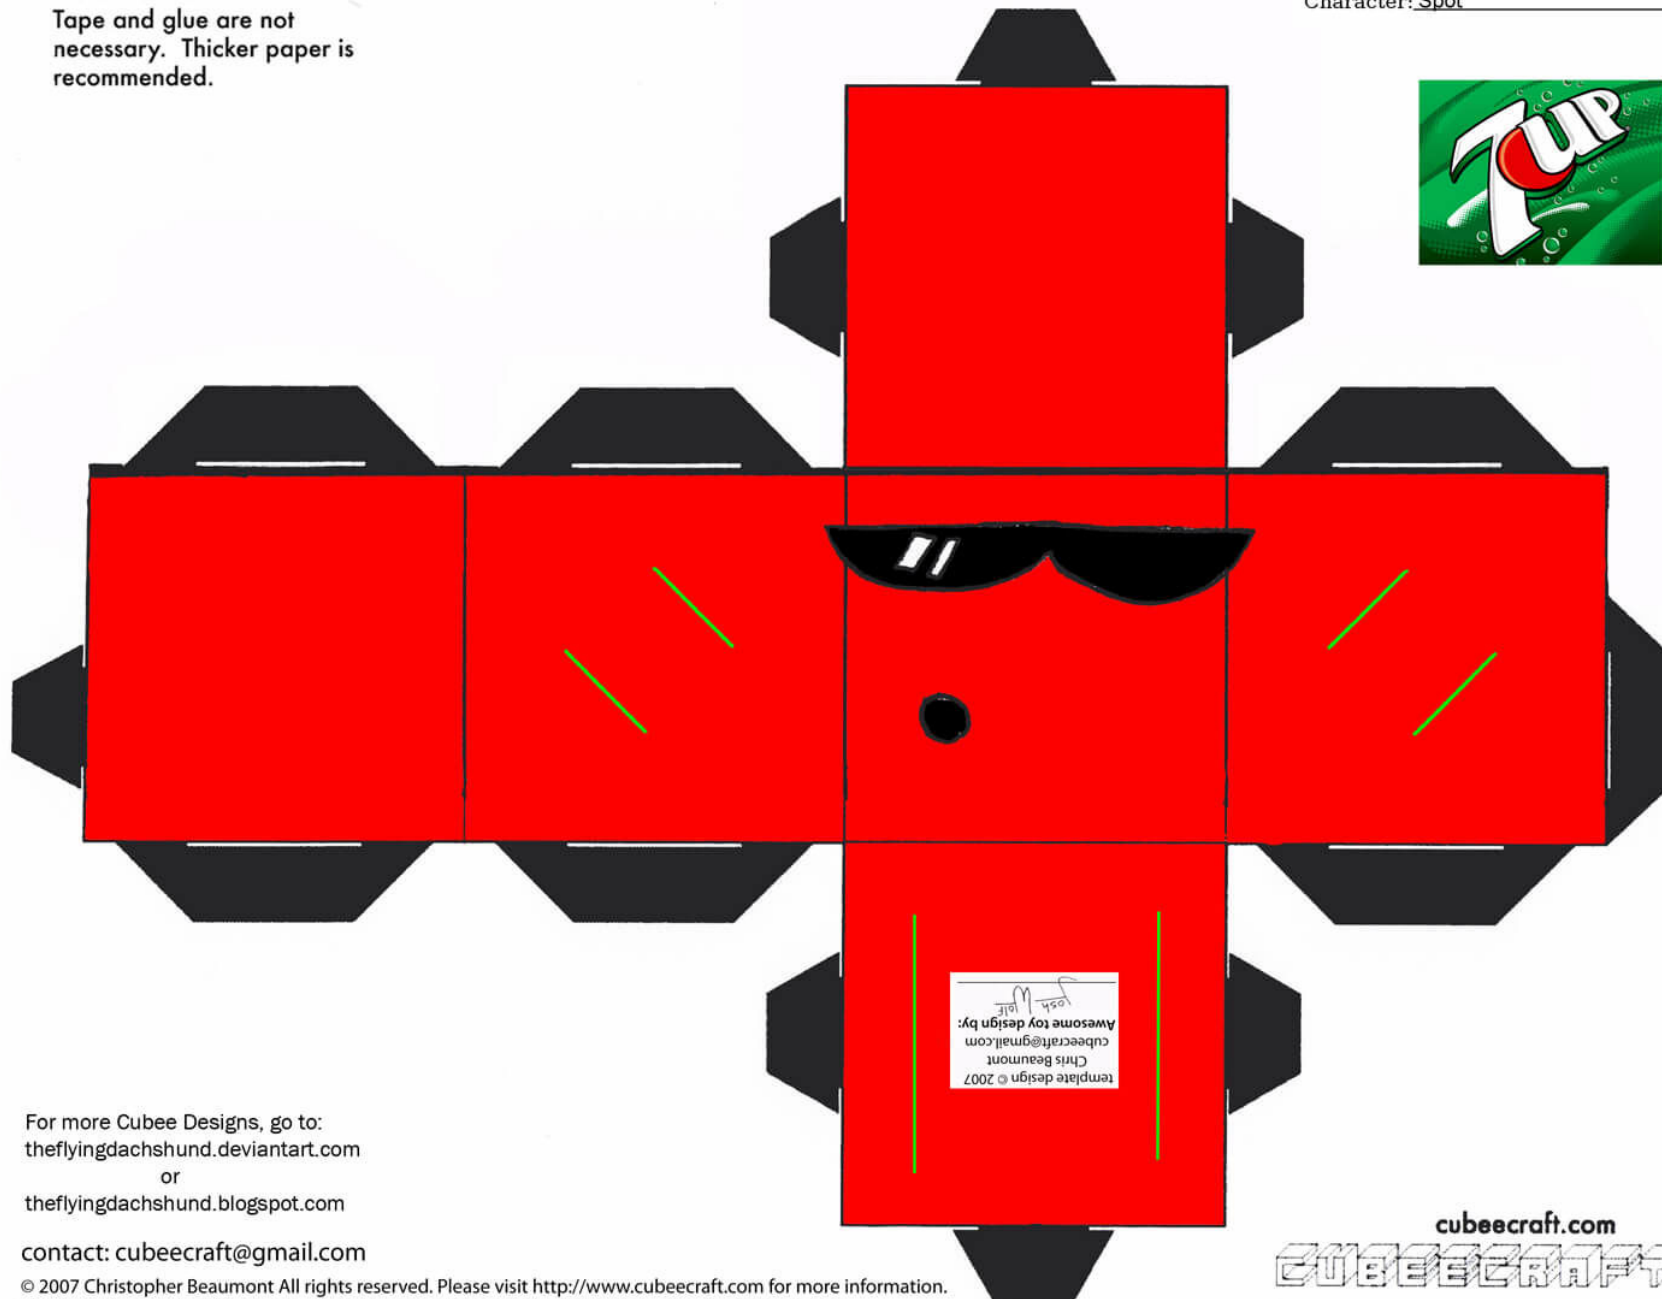 Tape and glue are not
necessary. Thicker paper is
recommended.
Character: Spot
7UP
Josh Wolf
Awesome toy design by:
cubeecraft@gmail.com
Chris Beaumont
template design © 2007
For more Cubee Designs, go to:
theflyingdachshund.deviantart.com
or
theflyingdachshund.blogspot.com
contact: cubeecraft@gmail.com
© 2007 Christopher Beaumont All rights reserved. Please visit http://www.cubeecraft.com for more information.
cubeecraft.com
CUBEECRAFT